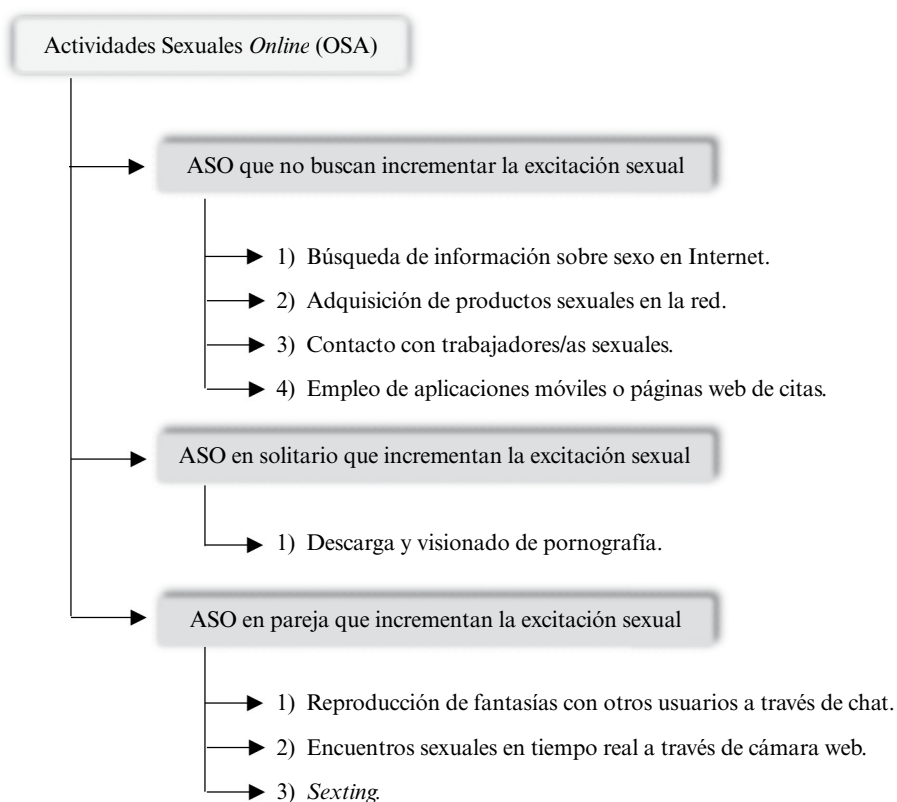 Actividades Sexuales Online (OSA)
ASO que no buscan incrementar la excitación sexual
1) Búsqueda de información sobre sexo en Internet.
2) Adquisición de productos sexuales en la red.
3) Contacto con trabajadores/as sexuales.
4) Empleo de aplicaciones móviles o páginas web de citas.
ASO en solitario que incrementan la excitación sexual
1) Descarga y visionado de pornografía.
ASO en pareja que incrementan la excitación sexual
1) Reproducción de fantasías con otros usuarios a través de chat.
2) Encuentros sexuales en tiempo real a través de cámara web.
3) Sexting.